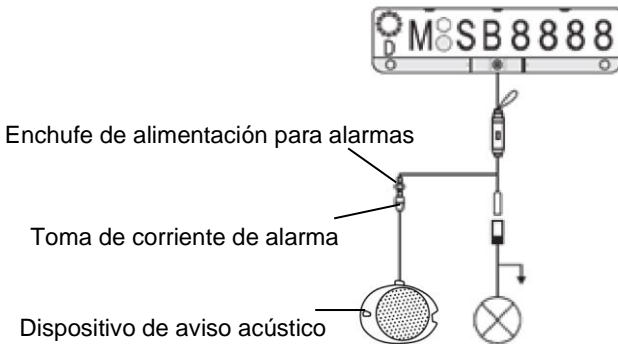 D M SB8888
Enchufe de alimentación para alarmas
Toma de corriente de alarma
Dispositivo de aviso acústico